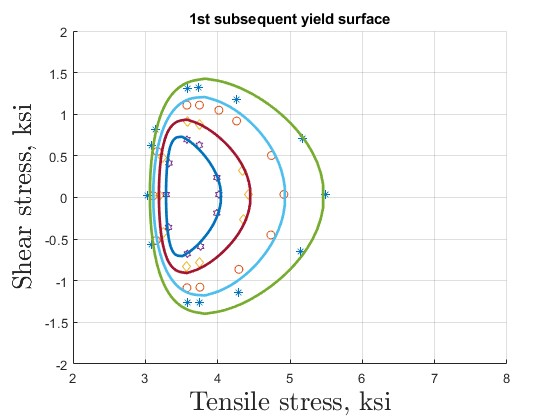 1st subsequent yield surface
Shear stress, ksi
2
1.5
1
0.5
0
-0.5
-1
-1.5
-2
2 3 4 5 6 7 8
Tensile stress, ksi